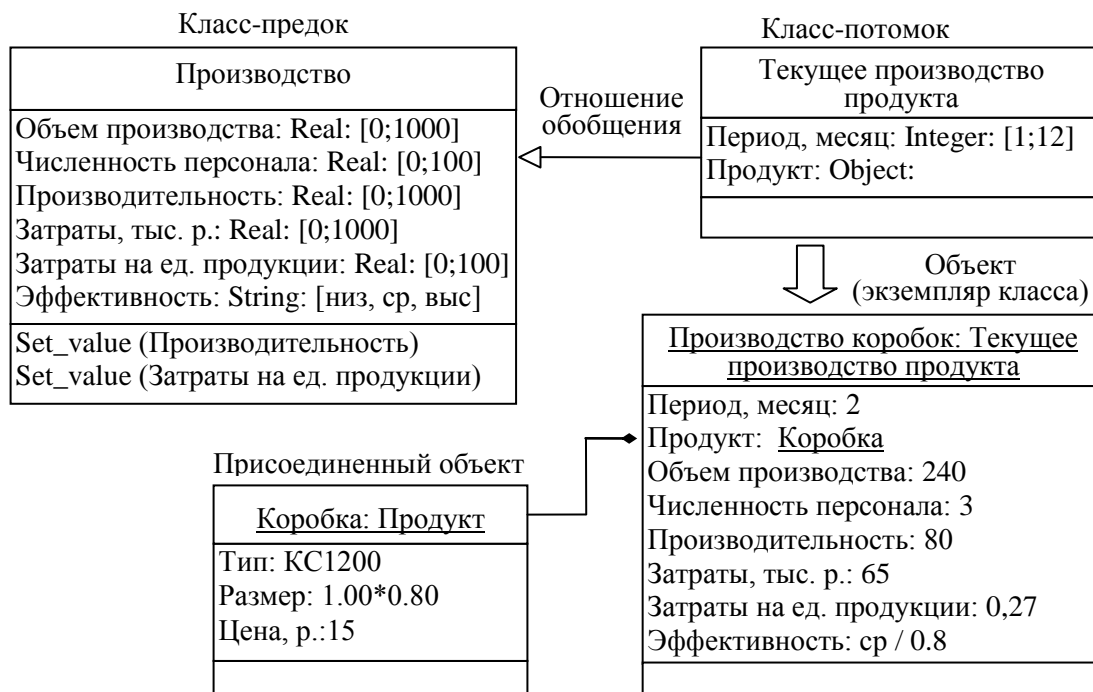 Класс-предок
Производство
Объем производства: Real: [0;1000]
Численность персонала: Real: [0;100]
Производительность: Real: [0;1000]
Затраты, тыс. р.: Real: [0;1000]
Затраты на ед. продукции: Real: [0;100]
Эффективность: String: [низ, ср, выс]
Set_value (Производительность)
Set_value (Затраты на ед. продукции)
Отношение
обобщения
Класс-потомок
Текущее производство
продукта
Период, месяц: Integer: [1;12]
Продукт: Object:
Объект
(экземпляр класса)
Производство коробок: Текущее
производство продукта
Период, месяц: 2
Продукт: Коробка
Объем производства: 240
Численность персонала: 3
Производительность: 80
Затраты, тыс. р.: 65
Затраты на ед. продукции: 0,27
Эффективность: ср / 0.8
Присоединенный объект
Коробка: Продукт
Тип: КС1200
Размер: 1.00*0.80
Цена, р.:15